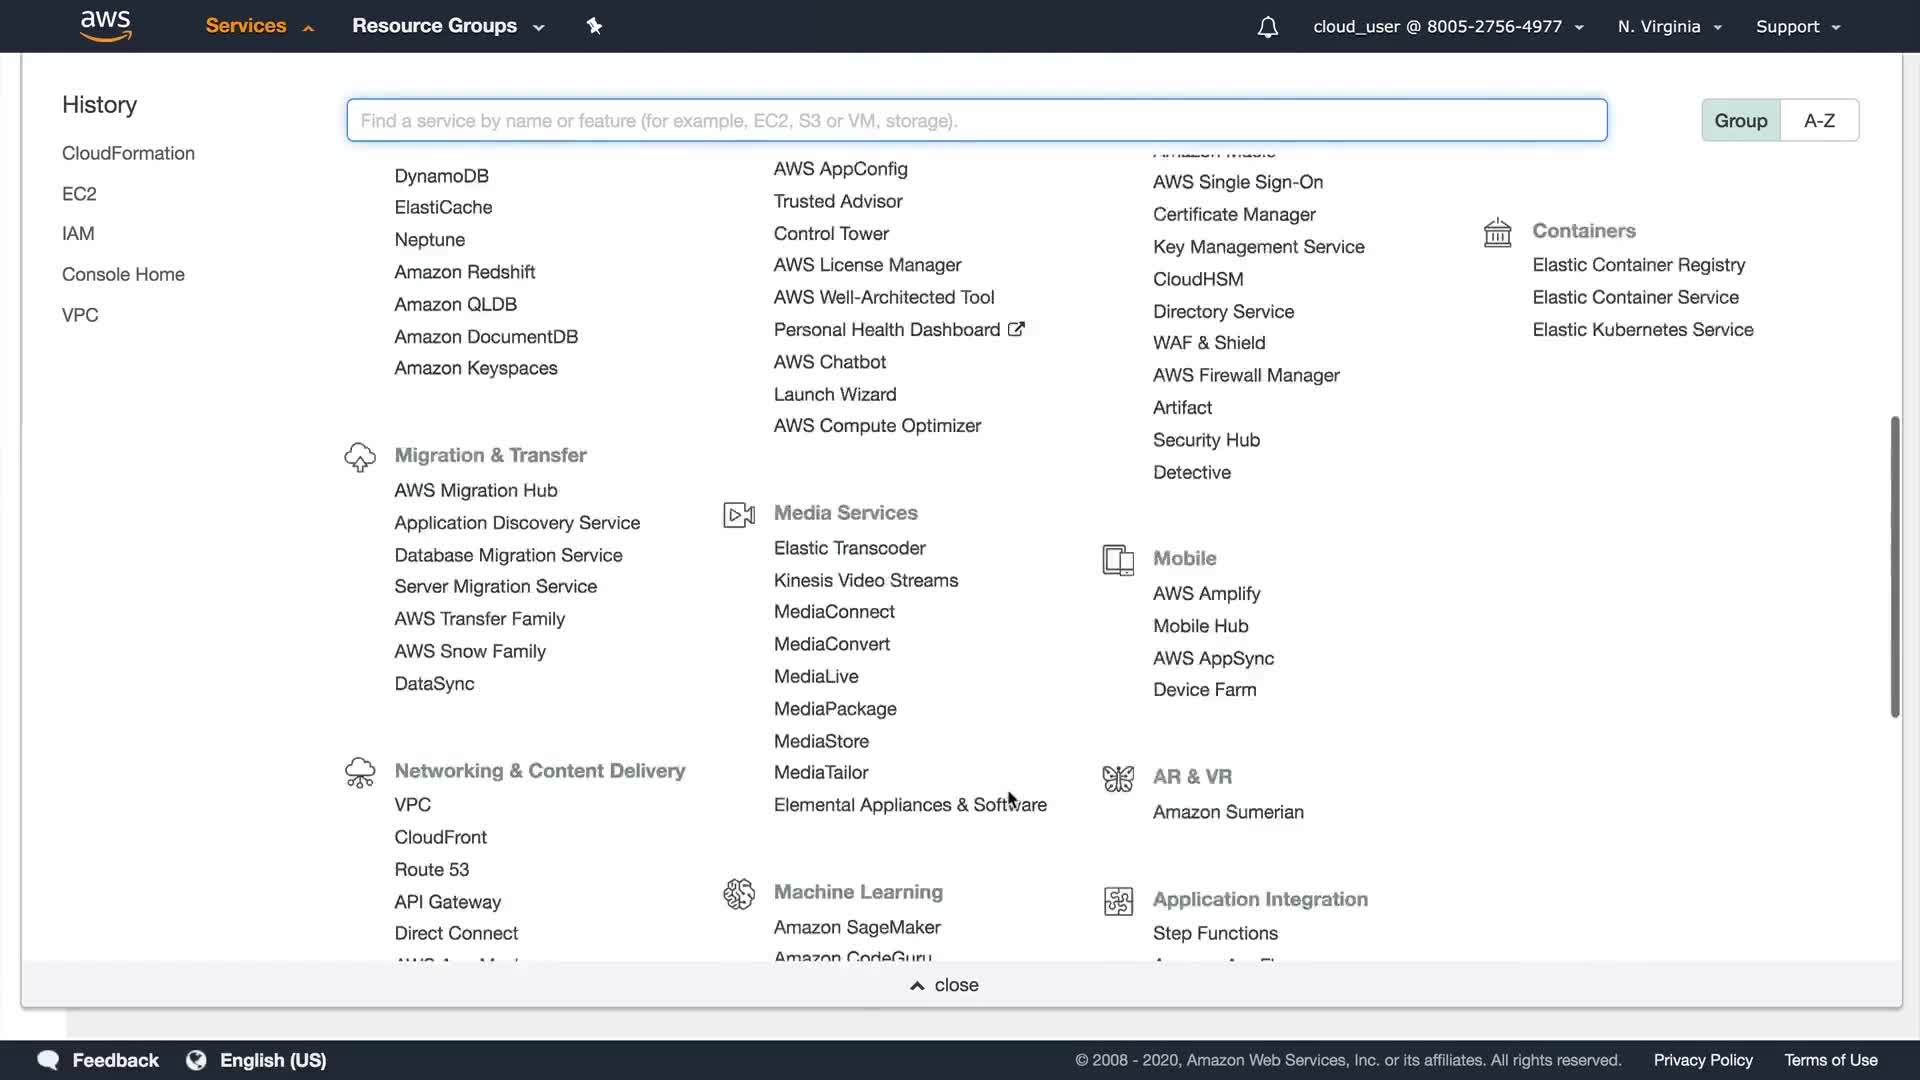 aws Services Resource Groups cloud_user @ 8005-2756-4977 N. Virginia Support
History
CloudFormation
EC2
IAM
Console Home
VPC
Find a service by name or feature (for example, EC2, S3 or VM, storage).
Group A-Z
DynamoDB
ElastiCache
Neptune
Amazon Redshift
Amazon QLDB
Amazon DocumentDB
Amazon Keyspaces
Migration & Transfer
AWS Migration Hub
Application Discovery Service
Database Migration Service
Server Migration Service
AWS Transfer Family
AWS Snow Family
DataSync
Networking & Content Delivery
VPC
CloudFront
Route 53
API Gateway
Direct Connect
AWS AppConfig
Trusted Advisor
Control Tower
AWS License Manager
AWS Well-Architected Tool
Personal Health Dashboard
AWS Chatbot
Launch Wizard
AWS Compute Optimizer
Media Services
Elastic Transcoder
Kinesis Video Streams
MediaConnect
MediaConvert
MediaLive
MediaPackage
MediaStore
MediaTailor
Elemental Appliances & Software
Machine Learning
Amazon SageMaker
Amazon CodeGuru
AWS Single Sign-On
Certificate Manager
Key Management Service
CloudHSM
Directory Service
WAF & Shield
AWS Firewall Manager
Artifact
Security Hub
Detective
Mobile
AWS Amplify
Mobile Hub
AWS AppSync
Device Farm
AR & VR
Amazon Sumerian
Application Integration
Step Functions
Containers
Elastic Container Registry
Elastic Container Service
Elastic Kubernetes Service
close
Feedback English (US) © 2008 - 2020, Amazon Web Services, Inc. or its affiliates. All rights reserved. Privacy Policy Terms of Use